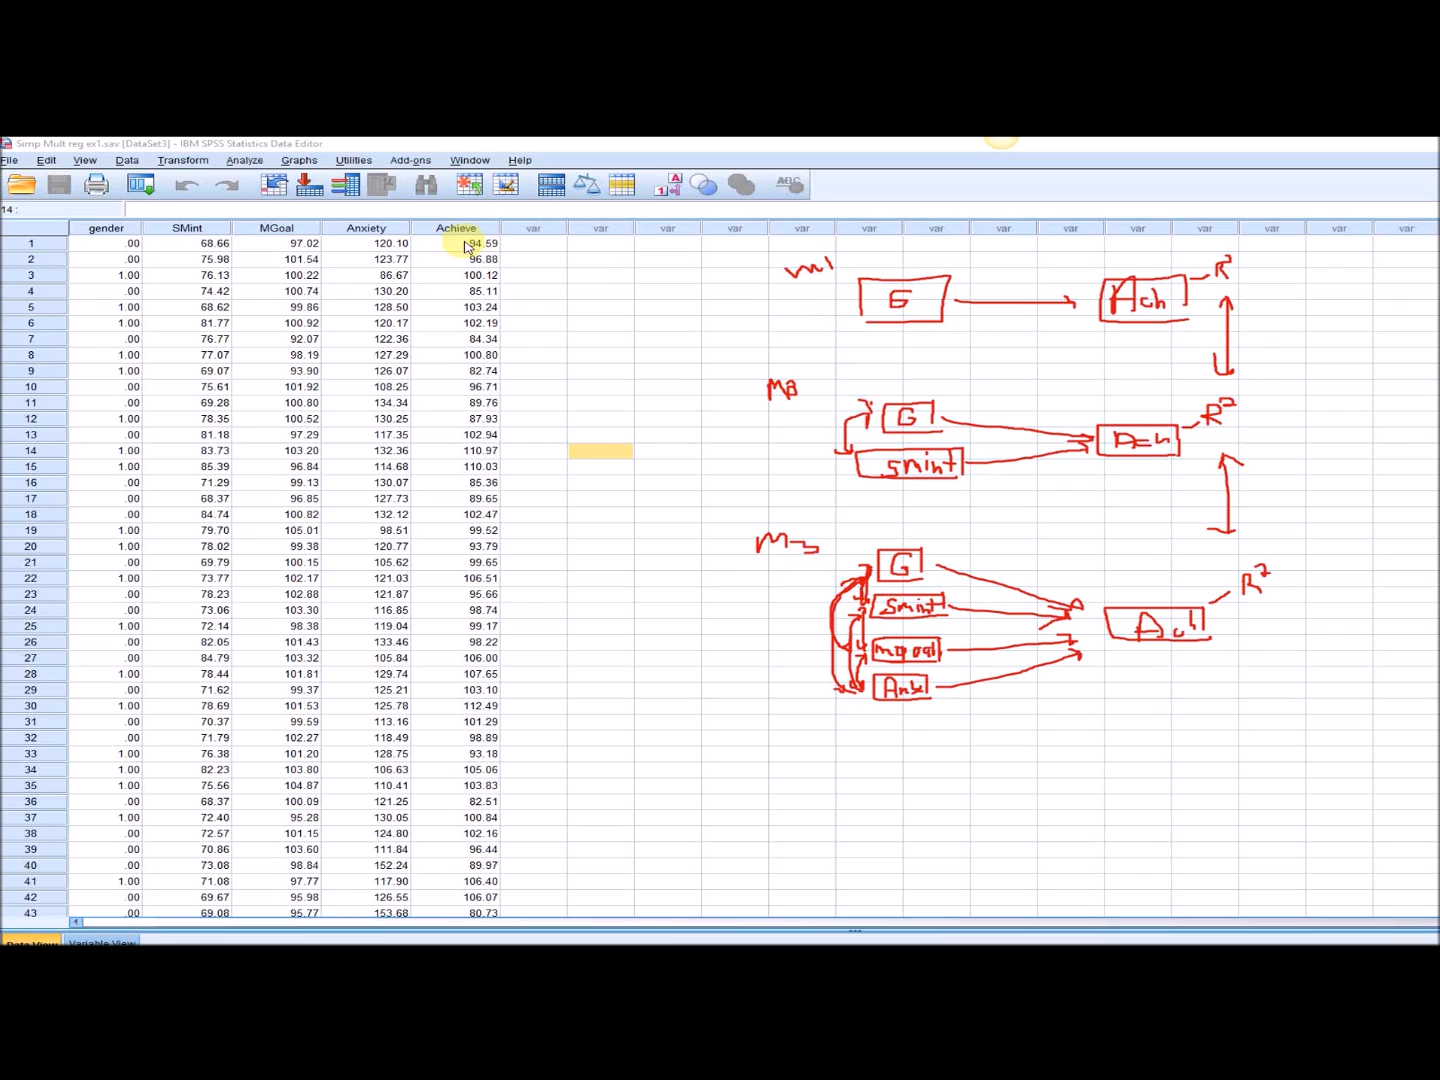 Simp Mult reg ex1.sav [DataSet3] - IBM SPSS Statistics Data Editor
File Edit View Data Transform Analyze Graphs Utilities Add-ons Window Help
14 :
gender SMint MGoal Anxiety Achieve var var var var var var var var var var var var var var
1 .00 68.66 97.02 120.10 94.59
2 .00 75.98 101.54 123.77 96.88
3 1.00 76.13 100.22 86.67 100.12
4 .00 74.42 100.74 130.20 85.11
5 1.00 68.62 99.86 128.50 103.24
6 1.00 81.77 100.92 120.17 102.19
7 .00 76.77 92.07 122.36 84.34
8 1.00 77.07 98.19 127.29 100.80
9 1.00 69.07 93.90 126.07 82.74
10 .00 75.61 101.92 108.25 96.71
11 .00 69.28 100.80 134.34 89.76
12 1.00 78.35 100.52 130.25 87.93
13 .00 81.18 97.29 117.35 102.94
14 1.00 83.73 103.20 132.36 110.97
15 1.00 85.39 96.84 114.68 110.03
16 .00 71.29 99.13 130.07 85.36
17 .00 68.37 96.85 127.73 89.65
18 .00 84.74 100.82 132.12 102.47
19 1.00 79.70 105.01 98.51 99.52
20 1.00 78.02 99.38 120.77 93.79
21 .00 69.79 100.15 105.62 99.65
22 1.00 73.77 102.17 121.03 106.51
23 .00 78.23 102.88 121.87 95.66
24 .00 73.06 103.30 116.85 98.74
25 1.00 72.14 98.38 119.04 99.17
26 .00 82.05 101.43 133.46 98.22
27 .00 84.79 103.32 105.84 106.00
28 1.00 78.44 101.81 129.74 107.65
29 .00 71.62 99.37 125.21 103.10
30 1.00 78.69 101.53 125.78 112.49
31 .00 70.37 99.59 113.16 101.29
32 .00 71.79 102.27 118.49 98.89
33 1.00 76.38 101.20 128.75 93.18
34 1.00 82.23 103.80 106.63 105.06
35 1.00 75.56 104.87 110.41 103.83
36 .00 68.37 100.09 121.25 82.51
37 1.00 72.40 95.28 130.05 100.84
38 .00 72.57 101.15 124.80 102.16
39 .00 70.86 103.60 111.84 96.44
40 .00 73.08 98.84 152.24 89.97
41 1.00 71.08 97.77 117.90 106.40
42 .00 69.67 95.98 126.55 106.07
43 .00 69.08 95.77 153.68 80.73
Data View Variable View
M1
G Ach R²
G Ach R²
Smint
M3
G
Smint Ach R²
mgoal